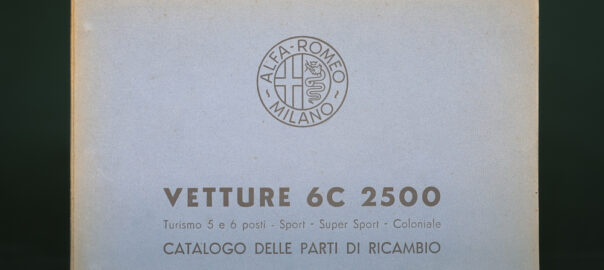 ALFA-ROMEO
MILANO
VETTURE 6C 2500
Turismo 5 e 6 posti - Sport - Super Sport - Coloniale
CATALOGO DELLE PARTI DI RICAMBIO